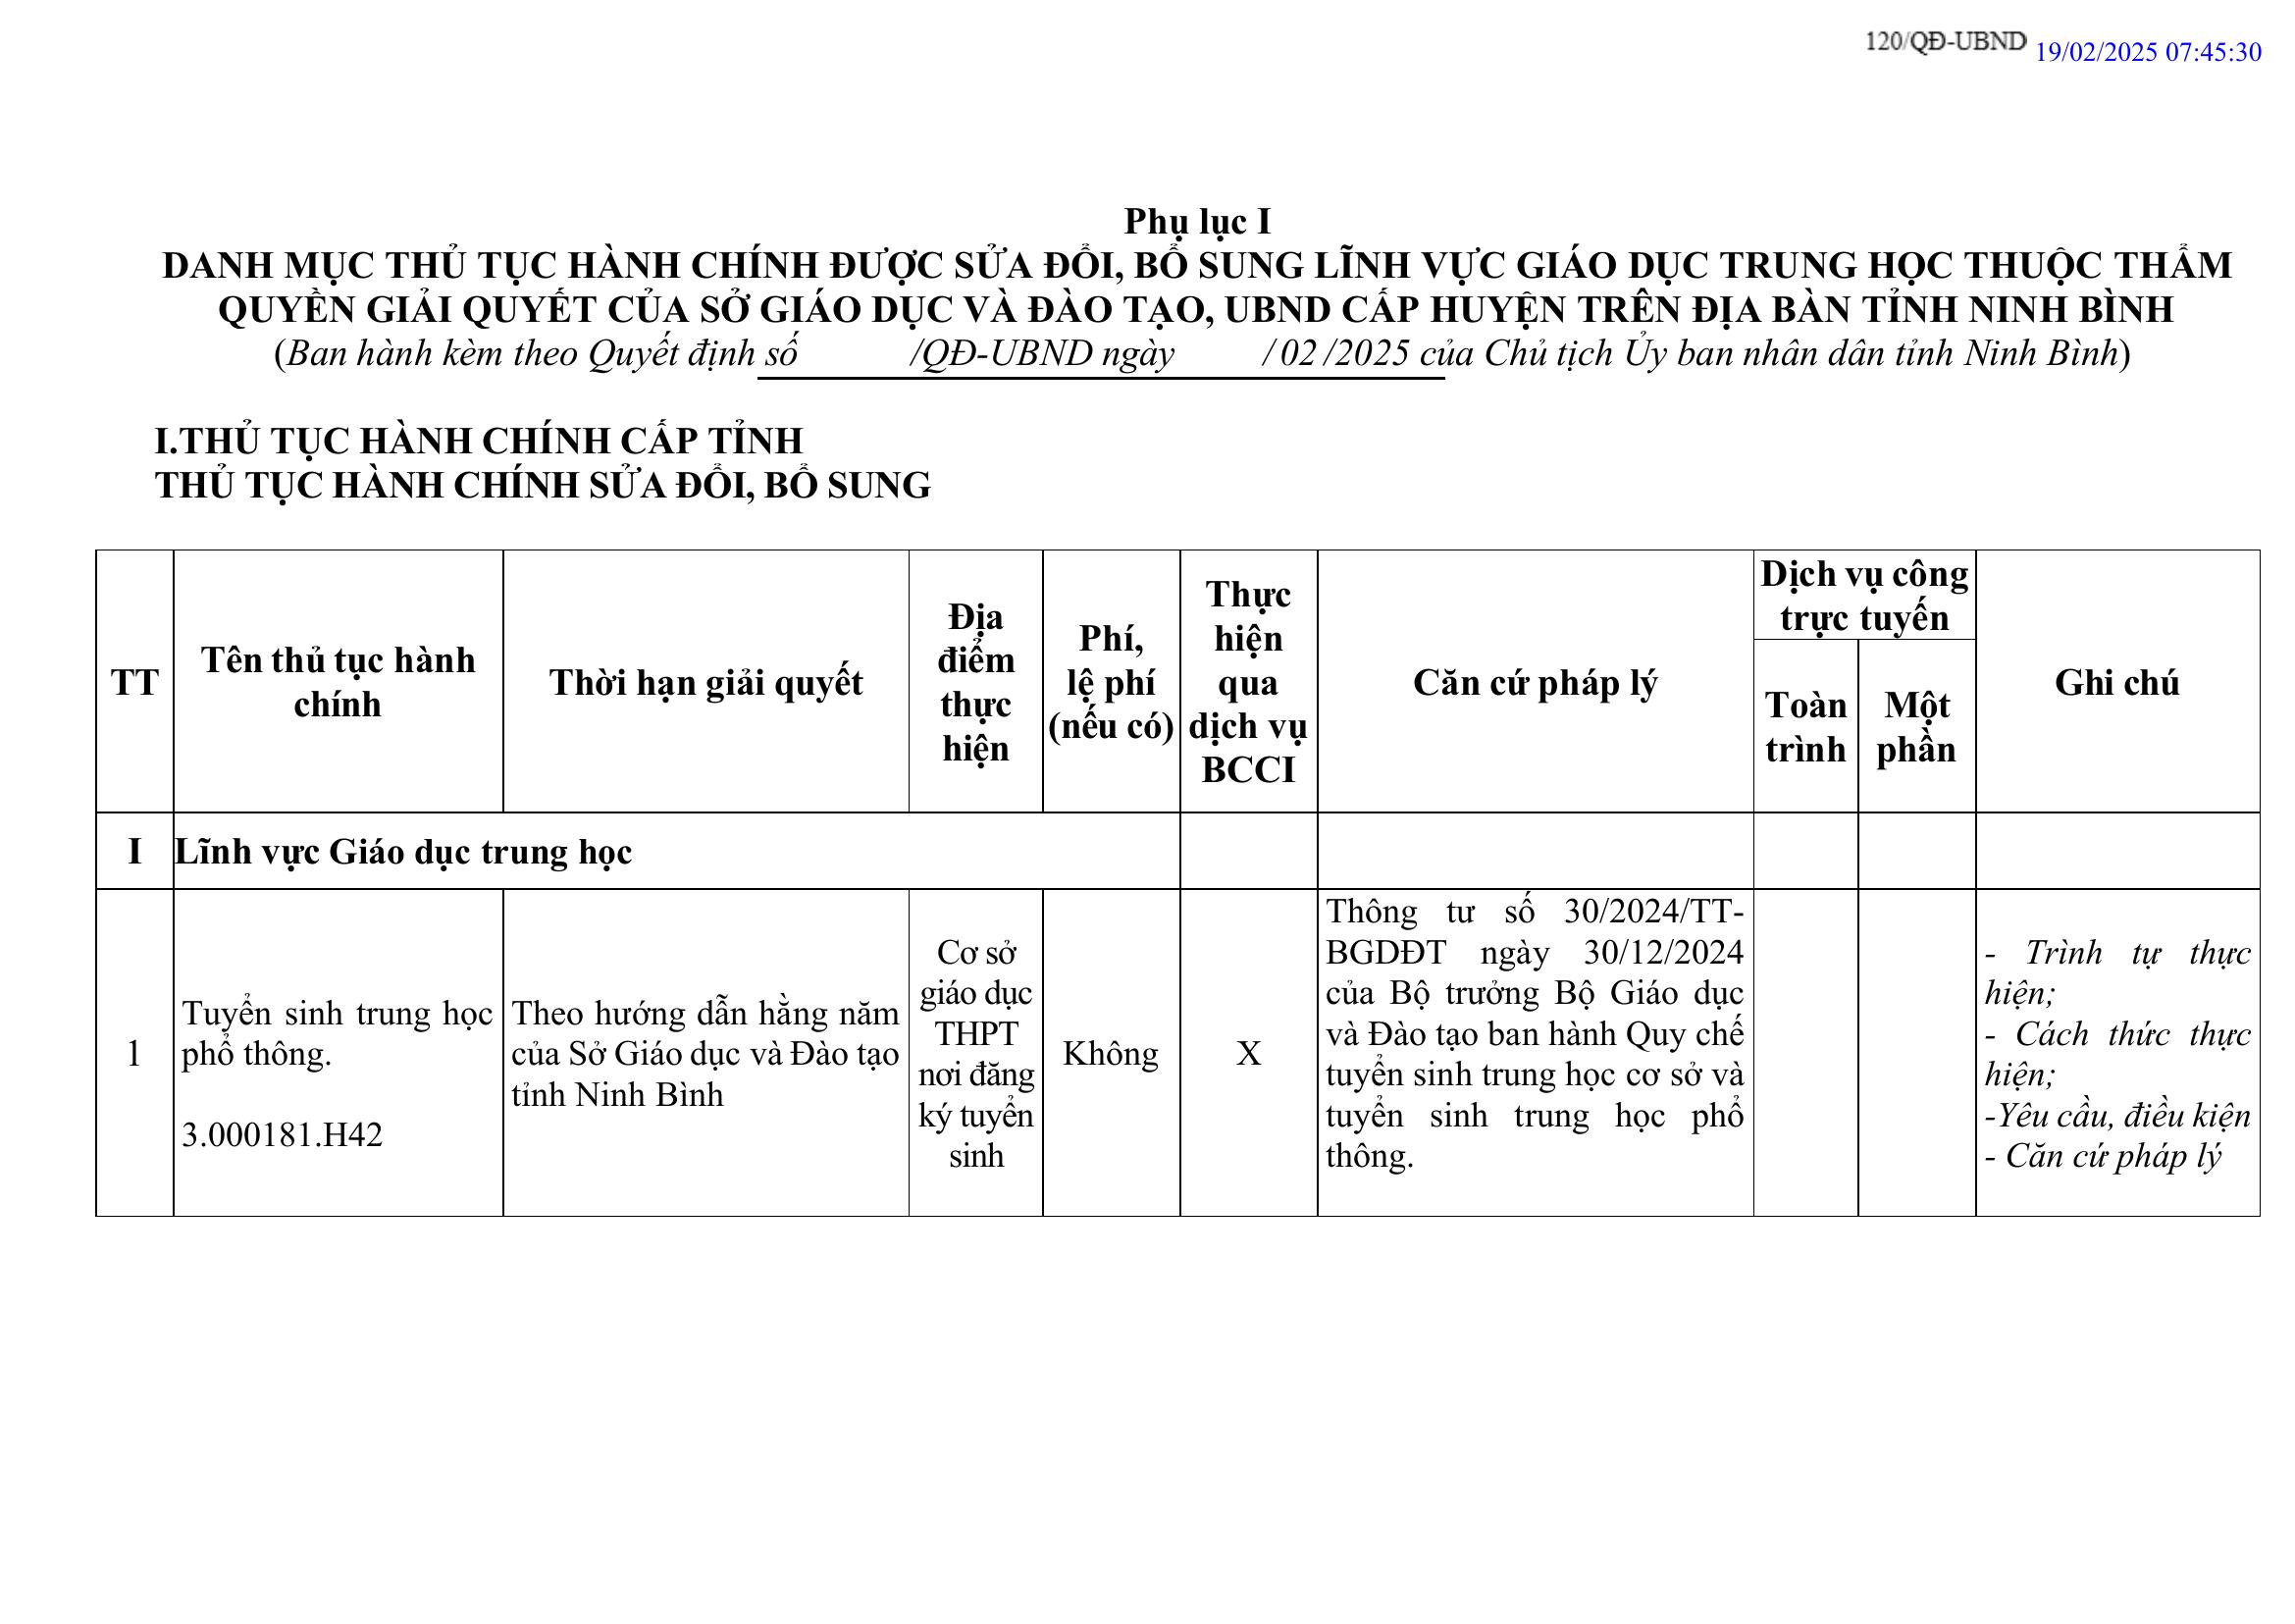 120/QĐ-UBND 19/02/2025 07:45:30
Phụ lục I
DANH MỤC THỦ TỤC HÀNH CHÍNH ĐƯỢC SỬA ĐỔI, BỔ SUNG LĨNH VỰC GIÁO DỤC TRUNG HỌC THUỘC THẨM
QUYỀN GIẢI QUYẾT CỦA SỞ GIÁO DỤC VÀ ĐÀO TẠO, UBND CẤP HUYỆN TRÊN ĐỊA BÀN TỈNH NINH BÌNH
(Ban hành kèm theo Quyết định số /QĐ-UBND ngày / 02 /2025 của Chủ tịch Ủy ban nhân dân tỉnh Ninh Bình)
I.THỦ TỤC HÀNH CHÍNH CẤP TỈNH
THỦ TỤC HÀNH CHÍNH SỬA ĐỔI, BỔ SUNG
TT
Tên thủ tục hành
chính
Thời hạn giải quyết
Địa
điểm
thực
hiện
Phí,
lệ phí
(nếu có)
Thực
hiện
qua
dịch vụ
BCCI
Căn cứ pháp lý
Dịch vụ công
trực tuyến
Toàn
trình
Một
phần
Ghi chú
I
Lĩnh vực Giáo dục trung học
1
Tuyển sinh trung học
phổ thông.
3.000181.H42
Theo hướng dẫn hằng năm
của Sở Giáo dục và Đào tạo
tỉnh Ninh Bình
Cơ sở
giáo dục
THPT
nơi đăng
ký tuyển
sinh
Không
X
Thông tư số 30/2024/TT-
BGDĐT ngày 30/12/2024
của Bộ trưởng Bộ Giáo dục
và Đào tạo ban hành Quy chế
tuyển sinh trung học cơ sở và
tuyển sinh trung học phổ
thông.
- Trình tự thực
hiện;
- Cách thức thực
hiện;
-Yêu cầu, điều kiện
- Căn cứ pháp lý